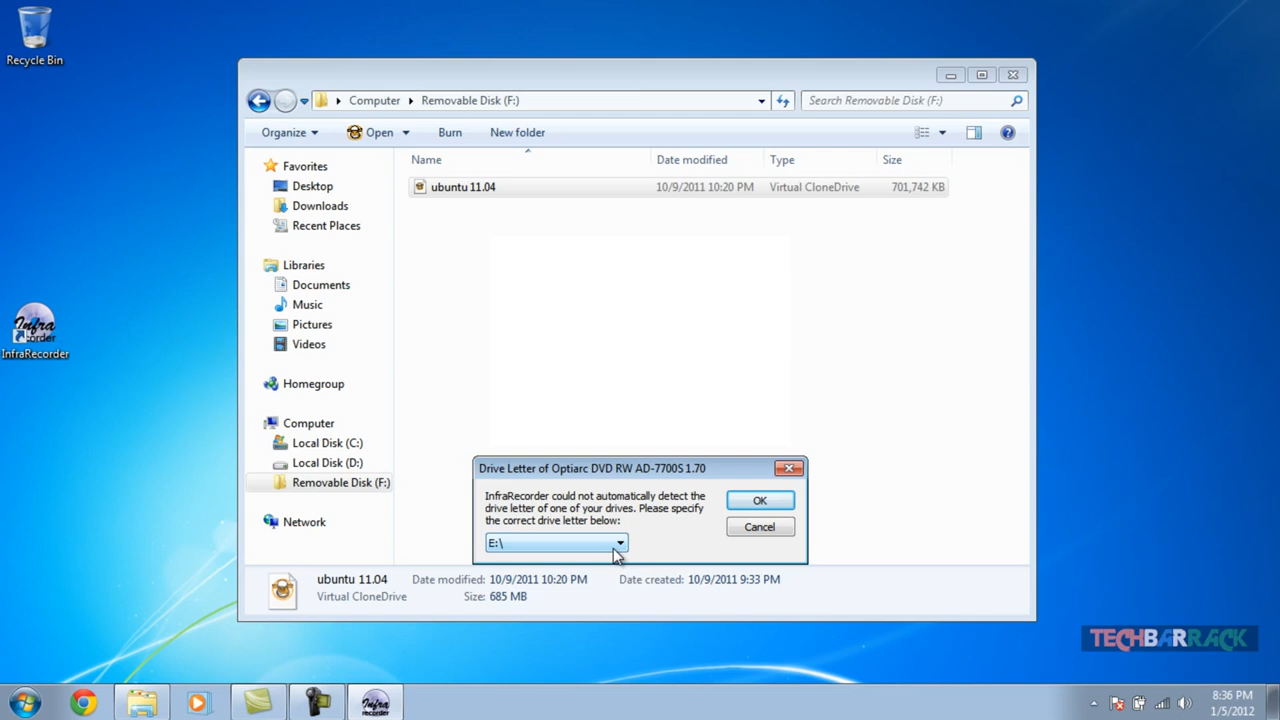 Recycle Bin
InfraRecorder
Computer Removable Disk (F:)
Search Removable Disk (F:)
Organize Open Burn New folder
Name Date modified Type Size
ubuntu 11.04 10/9/2011 10:20 PM Virtual CloneDrive 701,742 KB
Favorites
Desktop
Downloads
Recent Places
Libraries
Documents
Music
Pictures
Videos
Homegroup
Computer
Local Disk (C:)
Local Disk (D:)
Removable Disk (F:)
Network
Drive Letter of Optiarc DVD RW AD-7700S 1.70
InfraRecorder could not automatically detect the
drive letter of one of your drives. Please specify
the correct drive letter below:
E:\
OK
Cancel
ubuntu 11.04 Date modified: 10/9/2011 10:20 PM Date created: 10/9/2011 9:33 PM
Virtual CloneDrive Size: 685 MB
TECHBARRACK
Infra
recorder
8:36 PM
1/5/2012